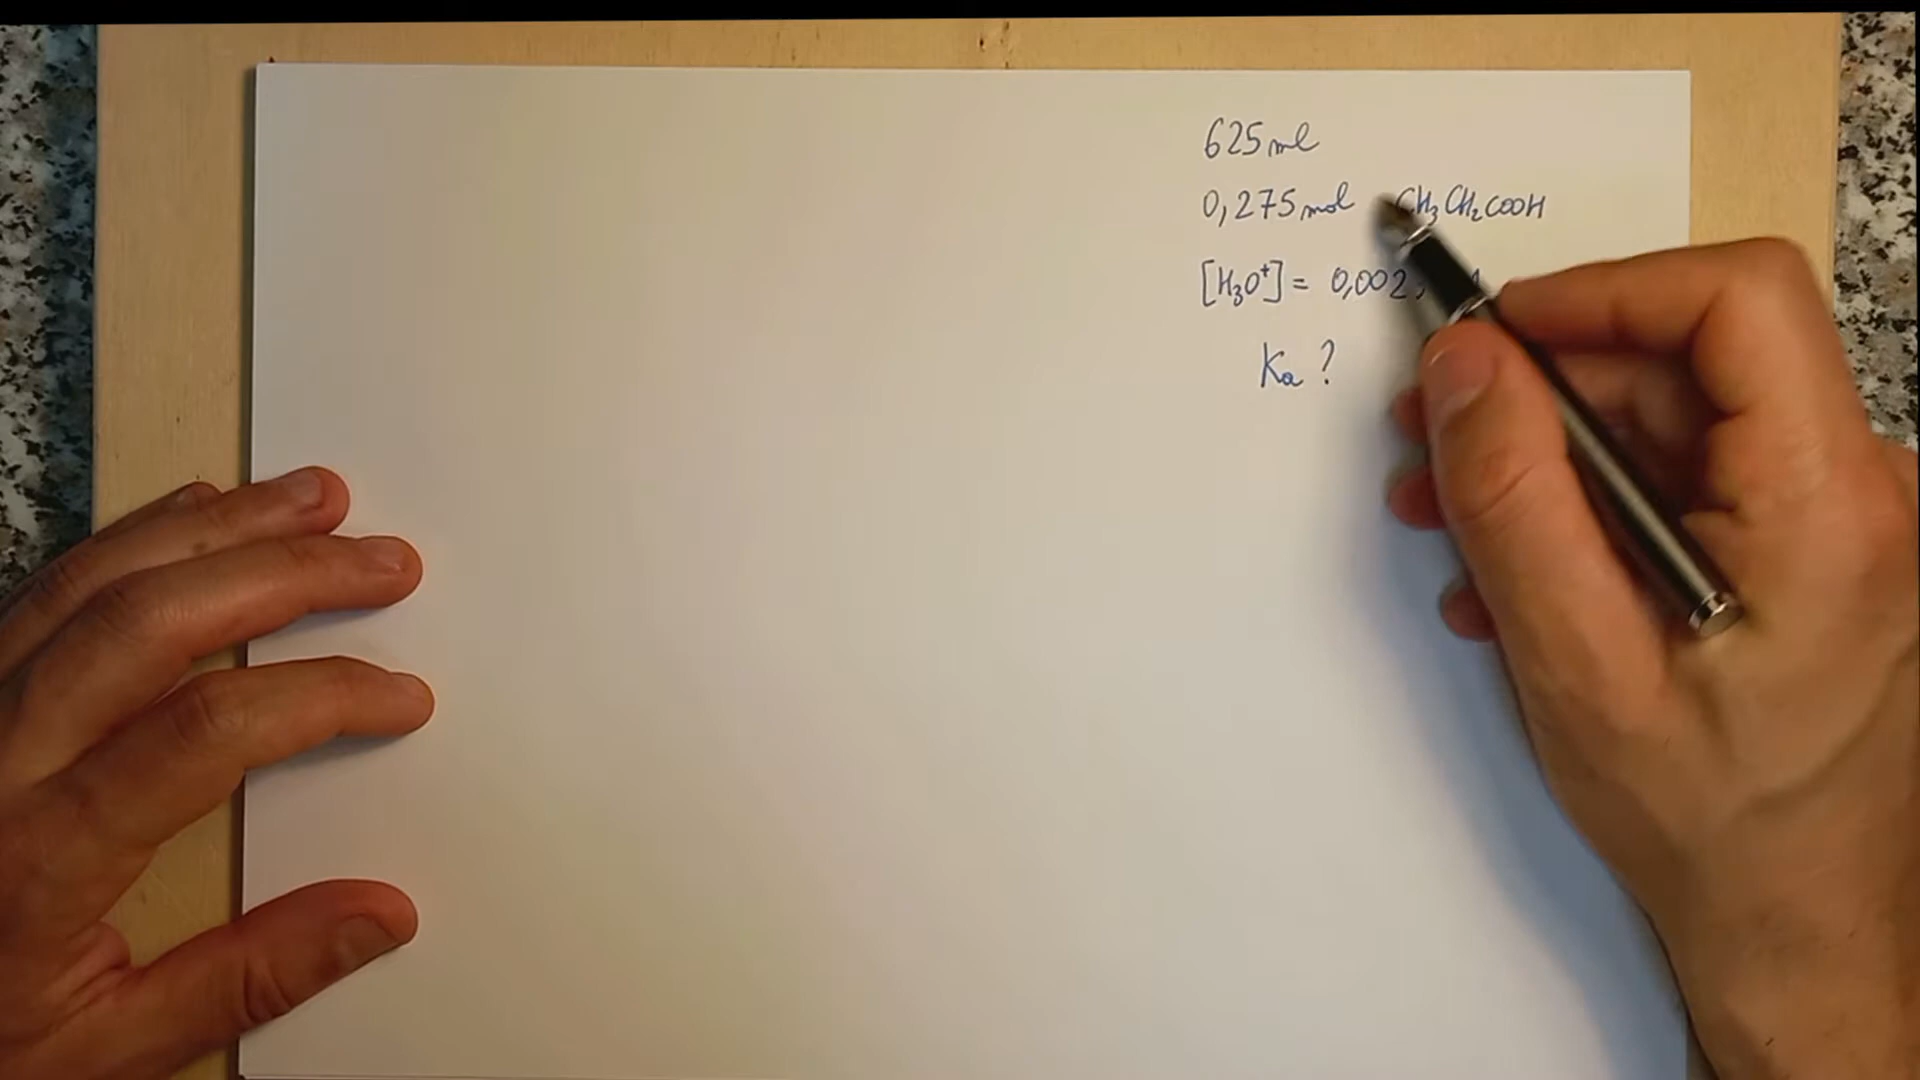 625 ml
0,275 mol CH₃CH₂COOH
[H₃O⁺] = 0,002
Ka ?